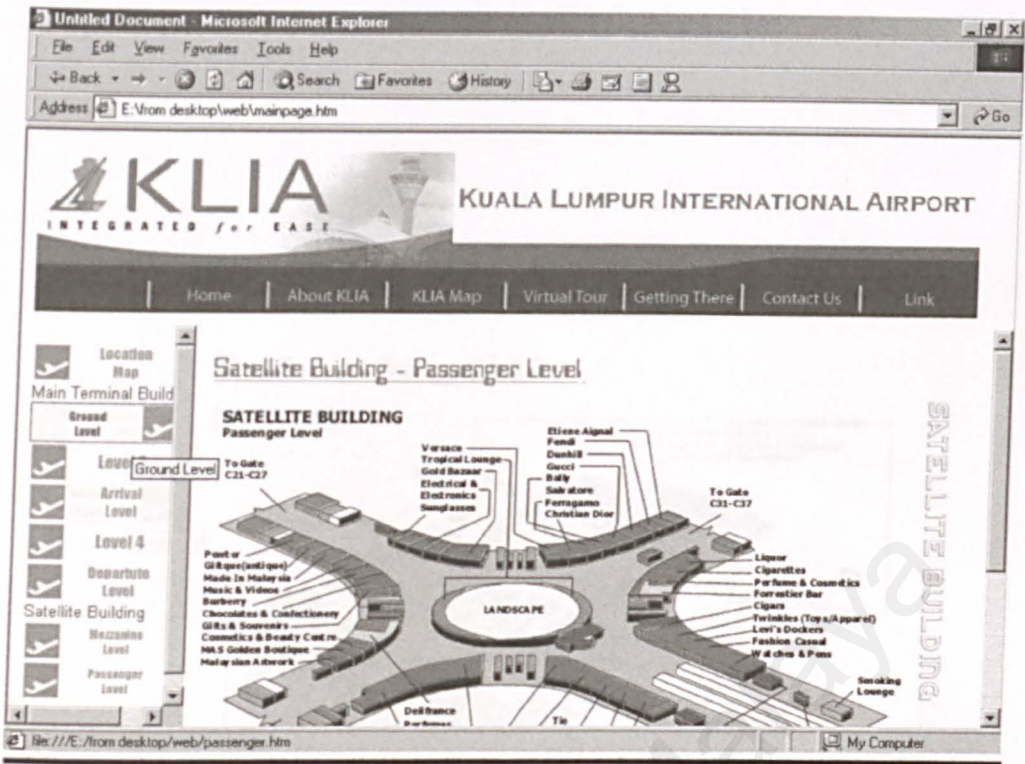 Untitled Document - Microsoft Internet Explorer
File Edit View Favorites Tools Help
Back Search Favorites History
Address E:\from desktop\web\mainpage.htm Go
KLIA
INTEGRATED for EASE
KUALA LUMPUR INTERNATIONAL AIRPORT
Home About KLIA KLIA Map Virtual Tour Getting There Contact Us Link
Location
Map
Main Terminal Build
Ground
Level
Level
Ground Level
Arrival
Level
Level 4
Departute
Level
Satellite Building
Mezzanine
Level
Passenger
Level
Satellite Building - Passenger Level
SATELLITE BUILDING
Passenger Level
To Gate
C21-C27
Versace
Tropical Lounge
Gold Bazaar
Electrical &
Electronics
Sunglasses
Etiene Aignal
Fendi
Dunhill
Gucci
Bally
Salvatore
Ferragamo
Christian Dior
To Gate
C31-C37
Pewter
Giftque(antique)
Made In Malaysia
Music & Videos
Burberry
Chocolates & Confectionery
Gifts & Souvenirs
Cosmetics & Beauty Centre
MAS Golden Boutique
Malaysian Artwork
LANDSCAPE
Liquor
Cigarettes
Perfume & Cosmetics
Forrestier Bar
Cigars
Twinkles (Toys/Apparel)
Levi's Dockers
Fashion Casual
Watches & Pens
Smoking
Lounge
Delifrance
Perfumes
Tie
SATELLITE BUILDING
file:///E:/from desktop/web/passenger.htm My Computer